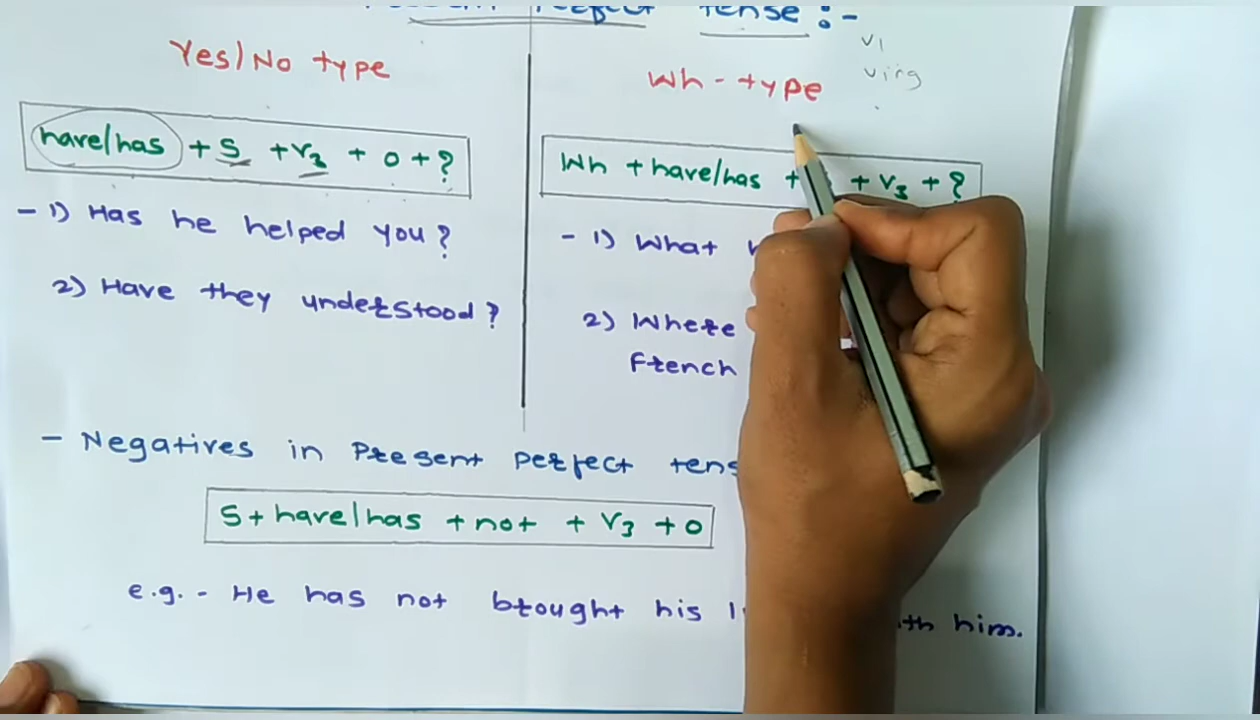 Perfect tense :-
V1
Ving
Yes/No type
have/has + S + V3 + O + ?
- 1) Has he helped you?
2) Have they understood?
Wh - type
Wh + have/has + + V3 + ?
- 1) What
2) Where
French
- Negatives in Present perfect
S + have/has + not + V3 + O
e.g. - He has not brought his him.